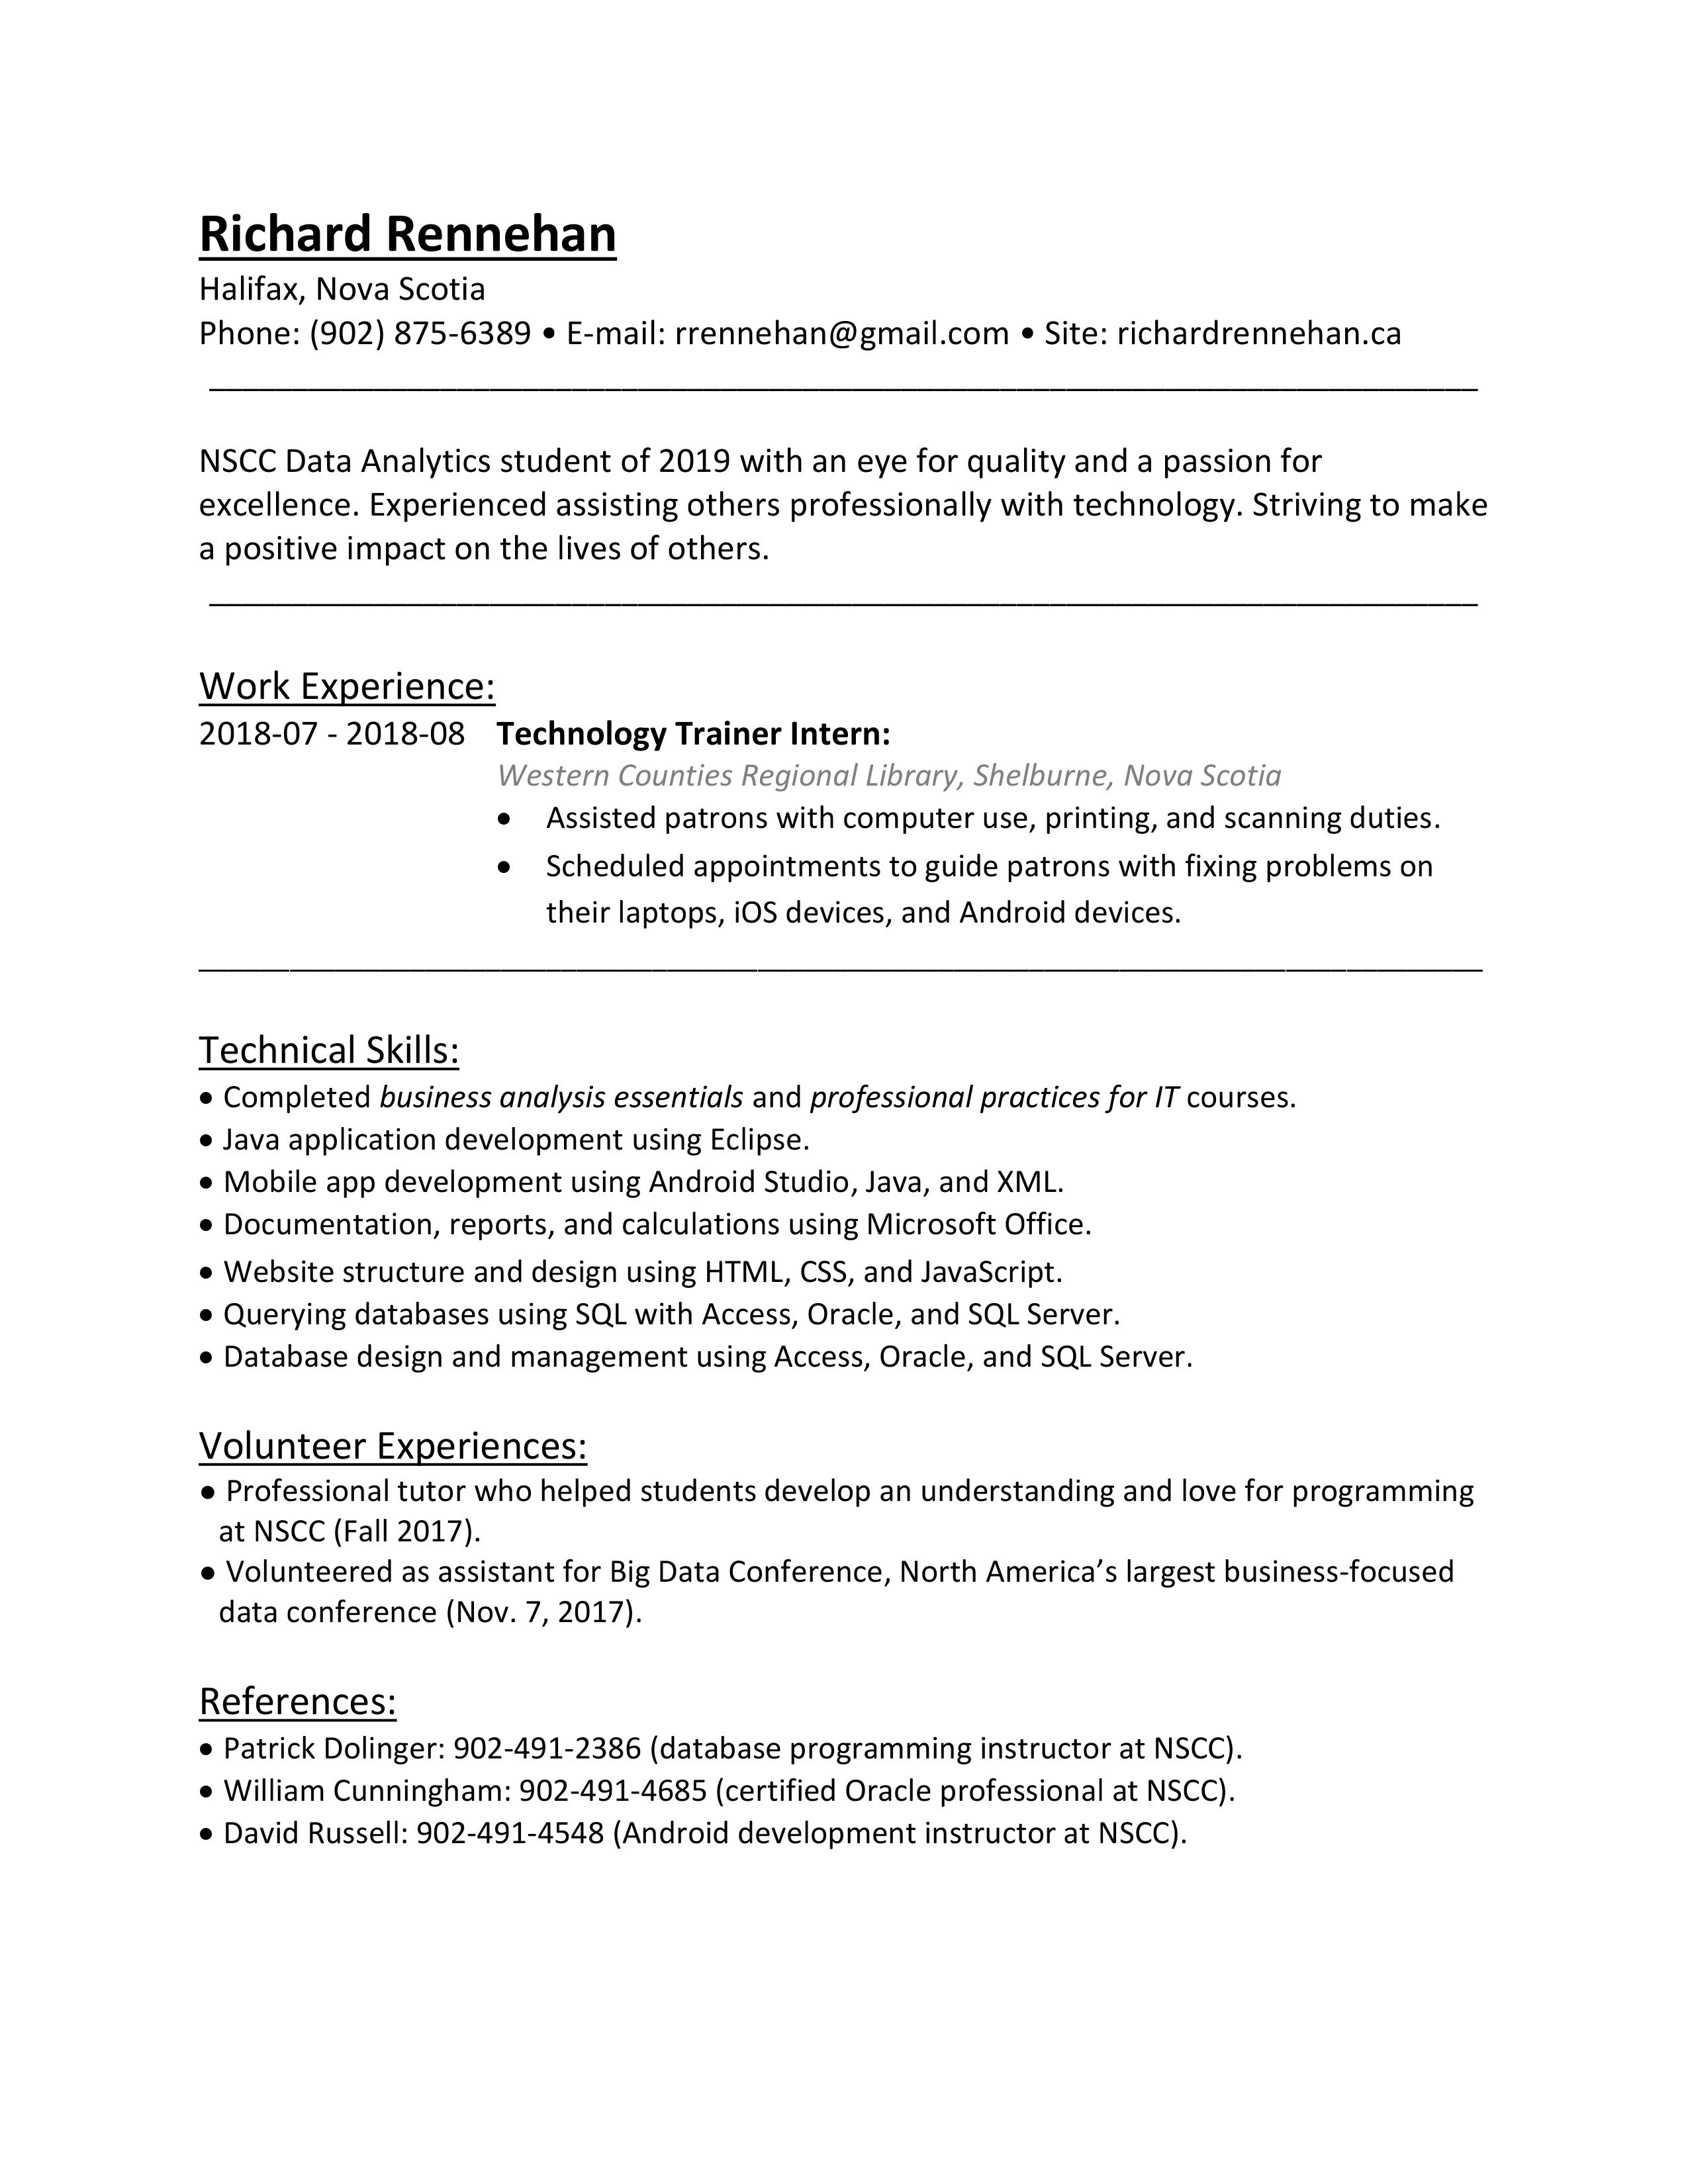 Richard Rennehan
Halifax, Nova Scotia
Phone: (902) 875-6389 • E-mail: rrennehan@gmail.com • Site: richardrennehan.ca
NSCC Data Analytics student of 2019 with an eye for quality and a passion for
excellence. Experienced assisting others professionally with technology. Striving to make
a positive impact on the lives of others.
Work Experience:
2018-07 - 2018-08 Technology Trainer Intern:
Western Counties Regional Library, Shelburne, Nova Scotia
• Assisted patrons with computer use, printing, and scanning duties.
• Scheduled appointments to guide patrons with fixing problems on
their laptops, iOS devices, and Android devices.
Technical Skills:
• Completed business analysis essentials and professional practices for IT courses.
• Java application development using Eclipse.
• Mobile app development using Android Studio, Java, and XML.
• Documentation, reports, and calculations using Microsoft Office.
• Website structure and design using HTML, CSS, and JavaScript.
• Querying databases using SQL with Access, Oracle, and SQL Server.
• Database design and management using Access, Oracle, and SQL Server.
Volunteer Experiences:
● Professional tutor who helped students develop an understanding and love for programming
at NSCC (Fall 2017).
● Volunteered as assistant for Big Data Conference, North America’s largest business-focused
data conference (Nov. 7, 2017).
References:
• Patrick Dolinger: 902-491-2386 (database programming instructor at NSCC).
• William Cunningham: 902-491-4685 (certified Oracle professional at NSCC).
• David Russell: 902-491-4548 (Android development instructor at NSCC).